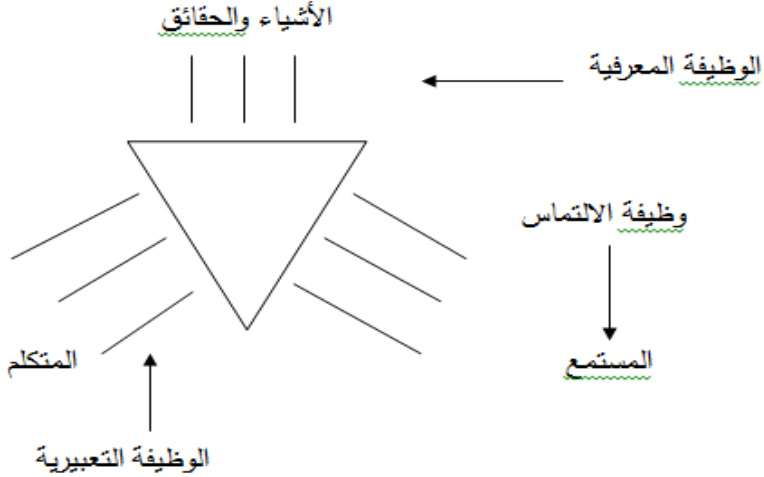 الأشياء والحقائق
الوظيفة المعرفية
وظيفة الالتماس
المستمع
المتكلم
الوظيفة التعبيرية